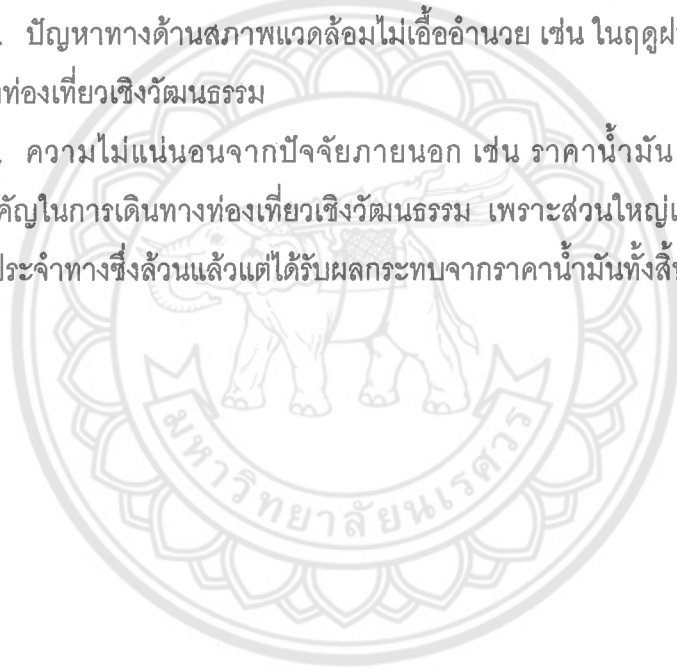 . ปัญหาทางด้านสภาพแวดล้อมไม่เอื้ออำนวย เช่น ในฤดูฝ
ท่องเที่ยวเชิงวัฒนธรรม
. ความไม่แน่นอนจากปัจจัยภายนอก เช่น ราคาน้ำมัน
คัญในการเดินทางท่องเที่ยวเชิงวัฒนธรรม เพราะส่วนใหญ่
ประจำทางซึ่งล้วนแล้วแต่ได้รับผลกระทบจากราคาน้ำมันทั้งสิ้น
มหาวิทยาลัยนเรศวร